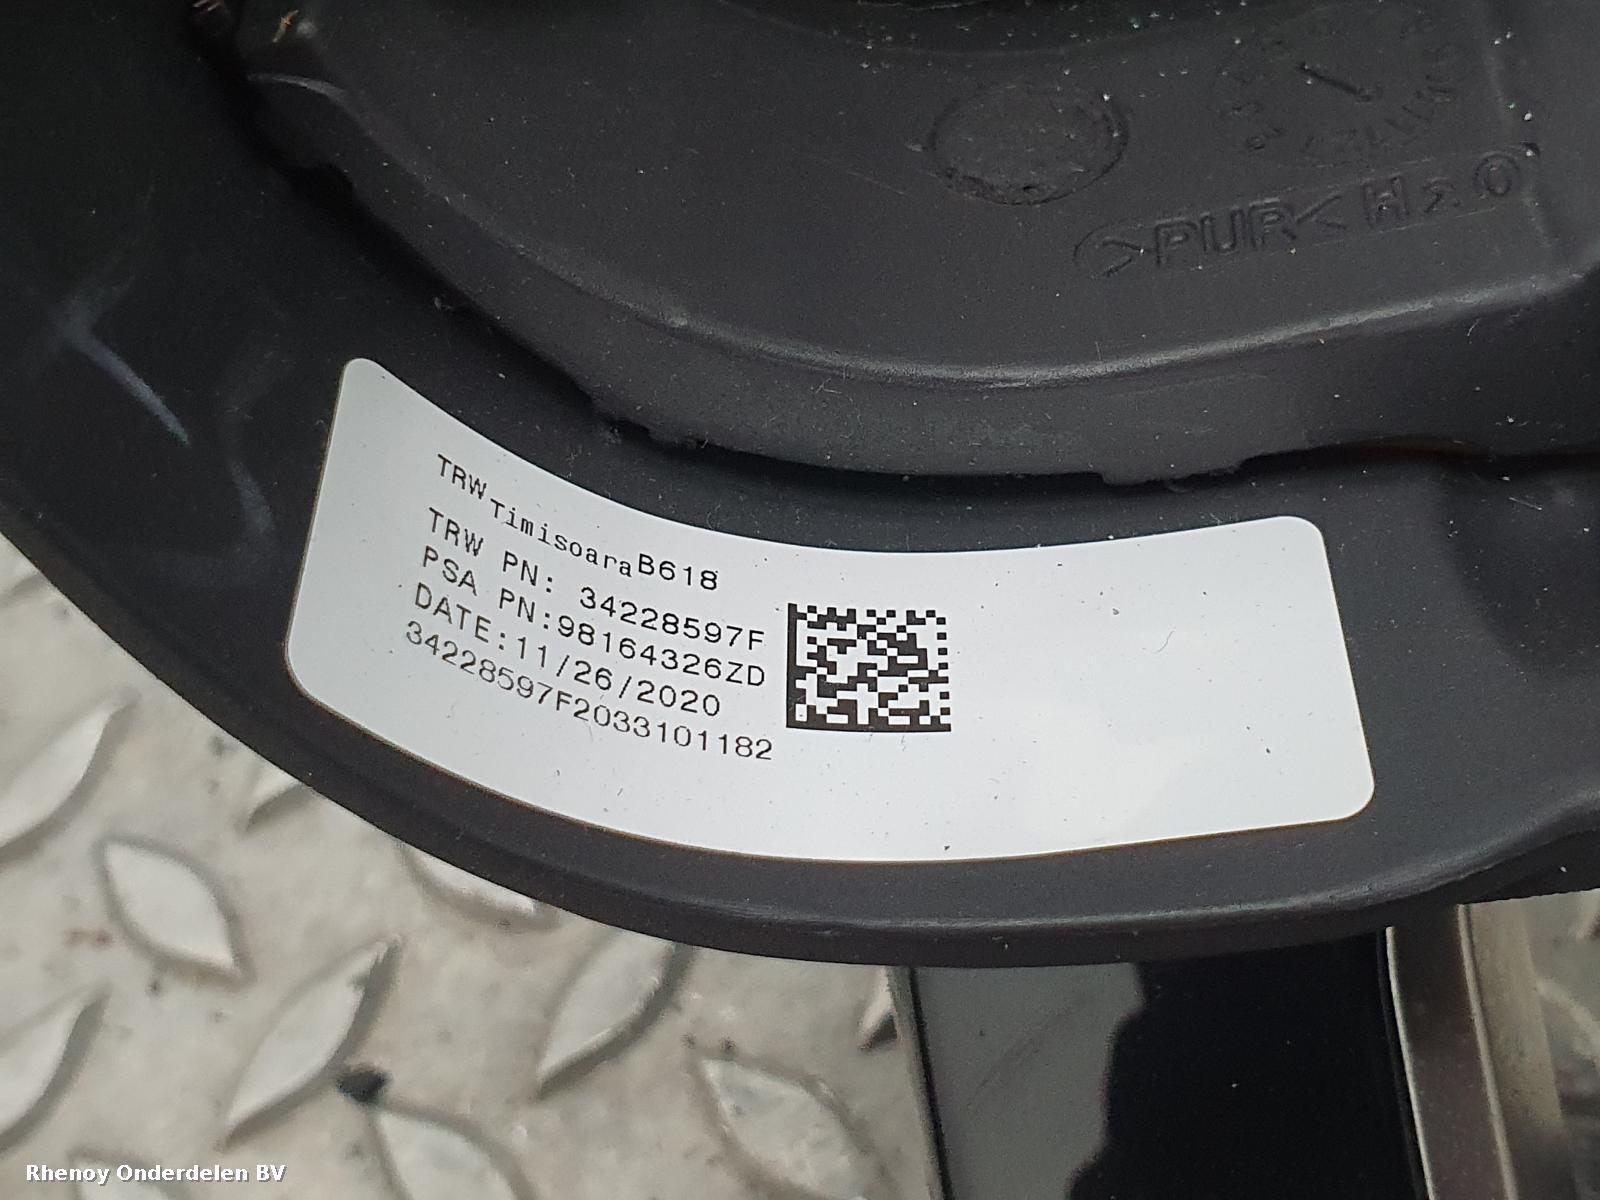 >PUR< H2O
TRW Timisoara B618
TRW PN: 34228597F
PSA PN:98164326ZD
DATE:11/26/2020
34228597F2033101182
Rhenoy Onderdelen BV